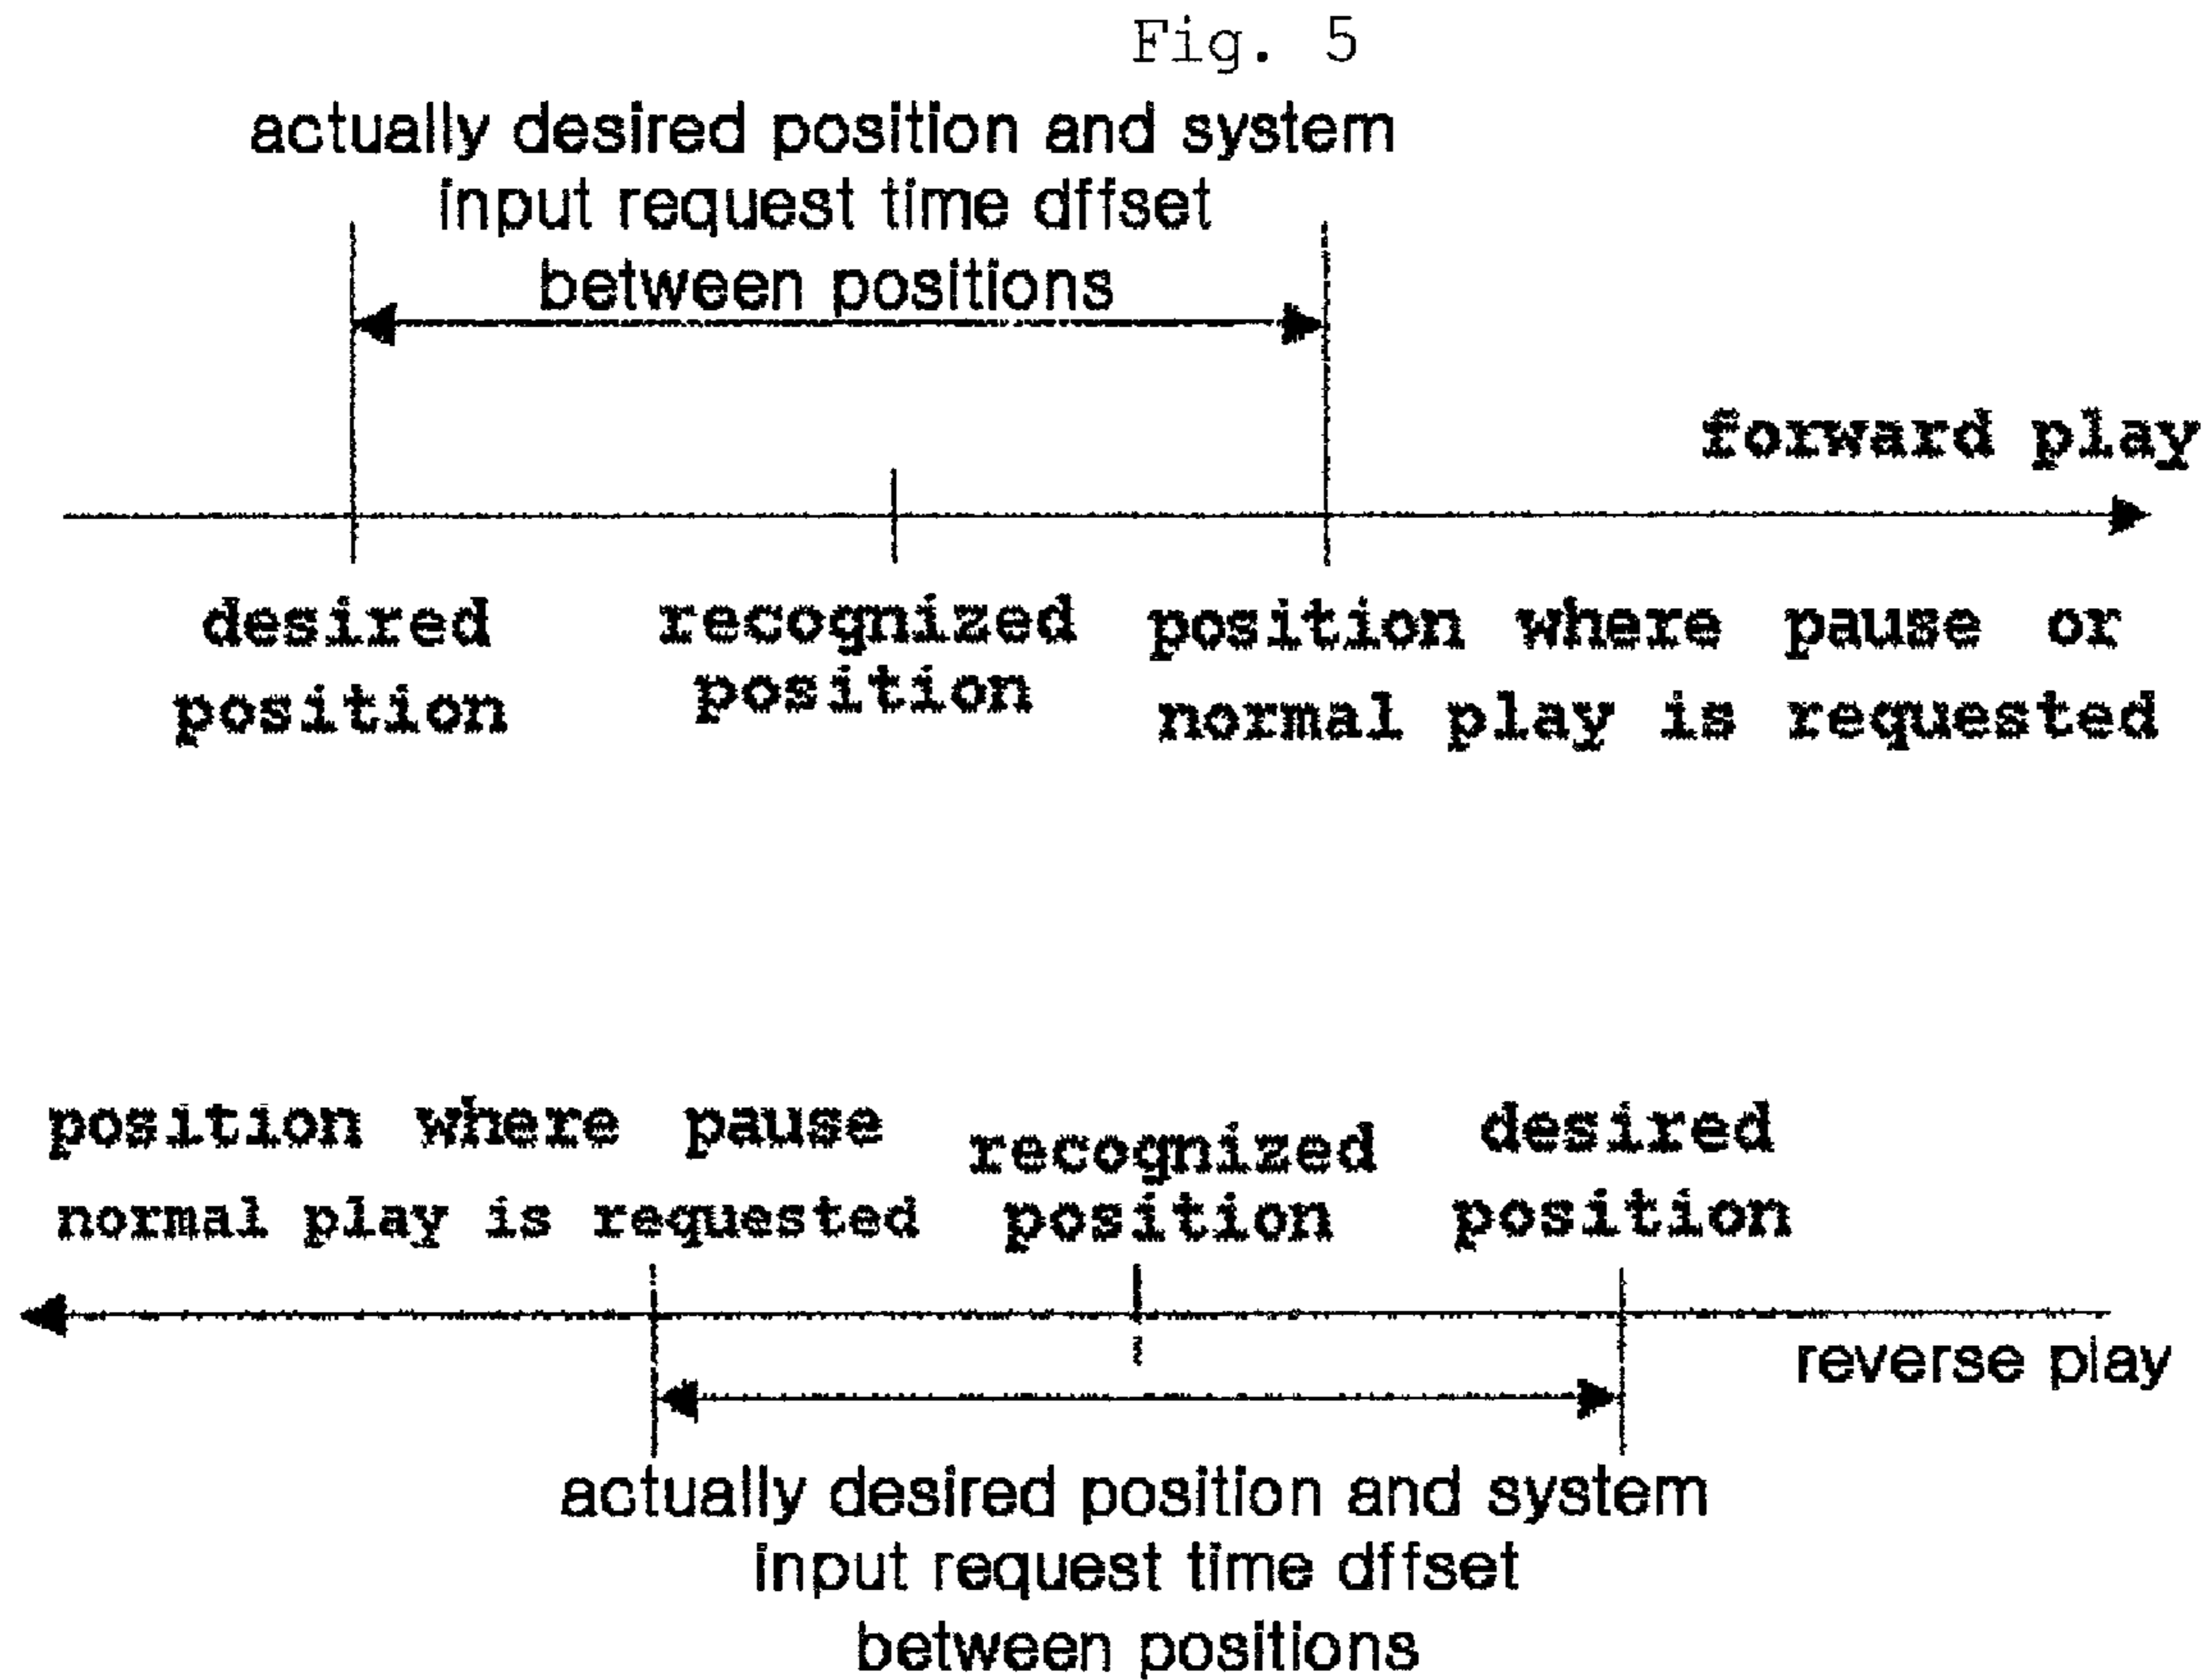 Fig. 5
actually desired position and system
input request time dffset
between positions
forward play
desired
position
recognized
position
position where pause or
normal play is requested
position where pause
normal play is requested
recognized
position
desired
position
reverse play
actually desired position and system
input request time dffset
between positions